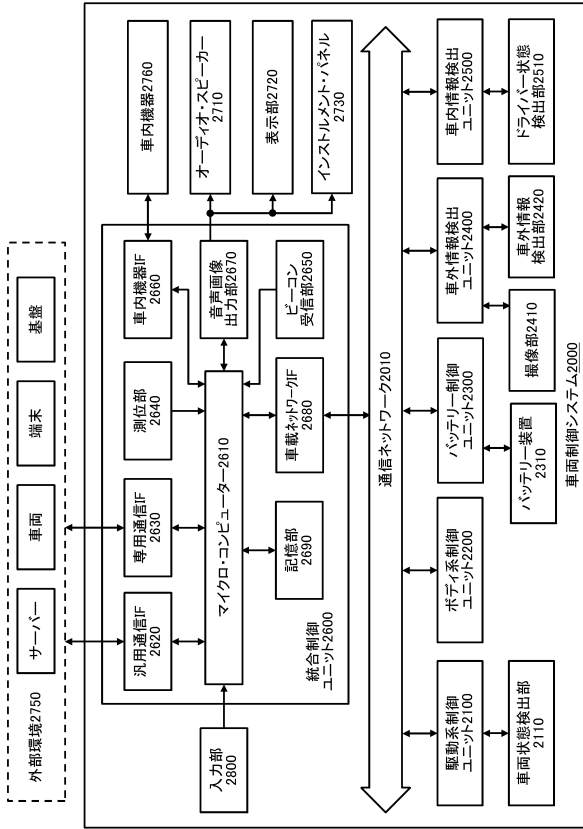 外部環境2750
サーバー
車両
端末
基盤
入力部
2800
汎用通信IF
2620
専用通信IF
2630
測位部
2640
車内機器IF
2660
マイクロ・コンピューター2610
音声画像
出力部2670
ビーコン
受信部2650
車載ネットワークIF
2680
記憶部
2690
統合制御
ユニット2600
車内機器2760
オーディオ・スピーカー
2710
表示部2720
インストルメント・パネル
2730
通信ネットワーク2010
駆動系制御
ユニット2100
車両状態検出部
2110
ボディ系制御
ユニット2200
バッテリー制御
ユニット2300
バッテリー装置
2310
車外情報検出
ユニット2400
撮像部2410
車外情報
検出部2420
車内情報検出
ユニット2500
ドライバー状態
検出部2510
車両制御システム2000